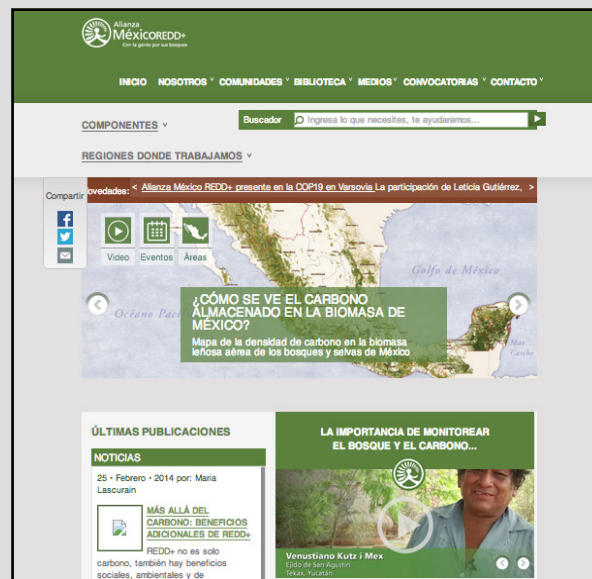 Alianza
MéxicoREDD+
Con la gente por sus bosques
INICIO NOSOTROS COMUNIDADES BIBLIOTECA MEDIOS CONVOCATORIAS CONTACTO
COMPONENTES
Buscador Ingresa lo que necesites, te ayudaremos...
REGIONES DONDE TRABAJAMOS
Compartir
ovedades: < Alianza México REDD+ presente en la COP19 en Varsovia La participación de Leticia Gutiérrez, >
Video Eventos Áreas
Golfo de México
Océano Pací
¿CÓMO SE VE EL CARBONO
ALMACENADO EN LA BIOMASA DE
MÉXICO?
Mapa de la densidad de carbono en la biomasa
leñosa aérea de los bosques y selvas de México
Mar
Caribe
ÚLTIMAS PUBLICACIONES
NOTICIAS
25 · Febrero · 2014 por: Maria
Lascurain
MÁS ALLÁ DEL
CARBONO: BENEFICIOS
ADICIONALES DE REDD+
REDD+ no es solo
carbono, también hay beneficios
sociales, ambientales y de
LA IMPORTANCIA DE MONITOREAR
EL BOSQUE Y EL CARBONO...
Venustiano Kutz i Mex
Ejido de San Agustín
Tekax, Yucatán